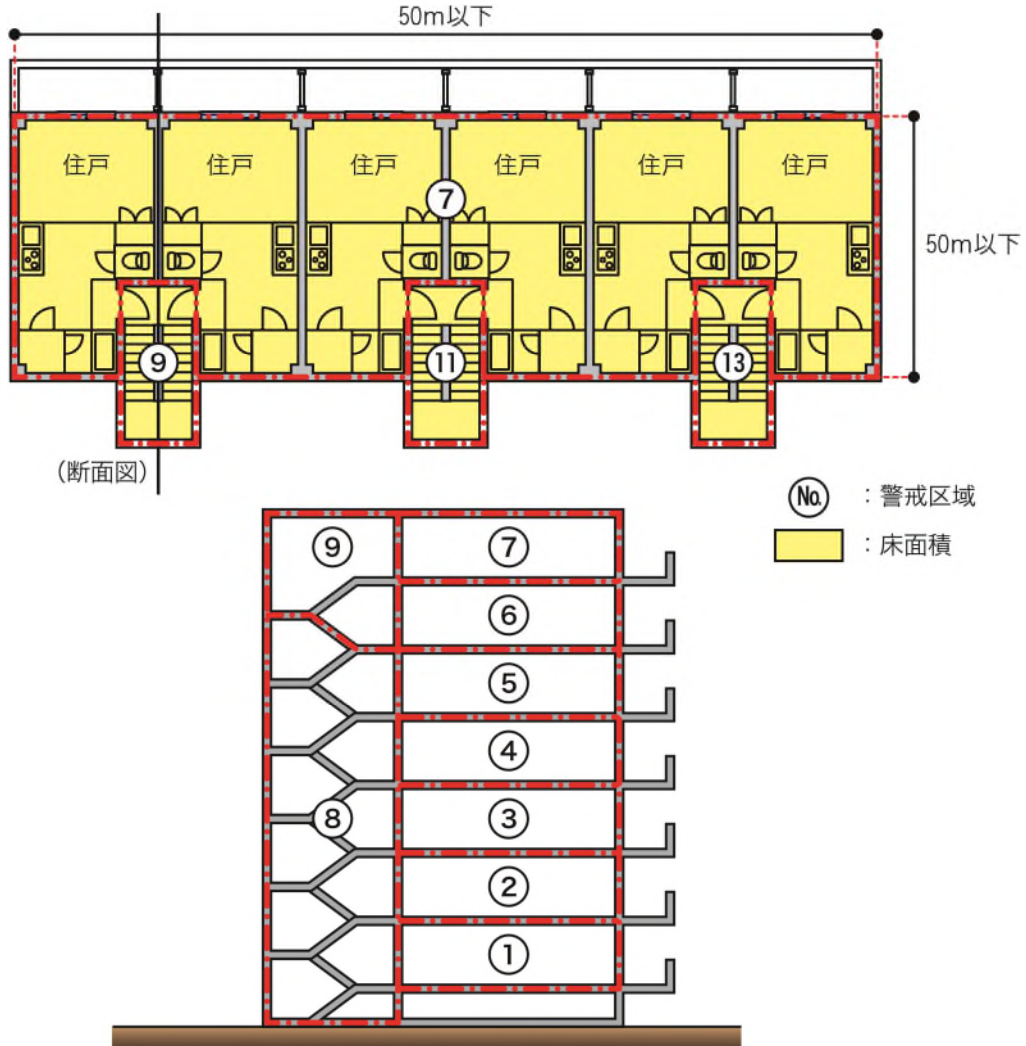 50m以下
住戸 住戸 住戸 住戸 住戸 住戸
⑦
50m以下
⑨ ⑪ ⑬
(断面図)
No. : 警戒区域
: 床面積
⑨ ⑦
⑥
⑤
④
⑧ ③
②
①